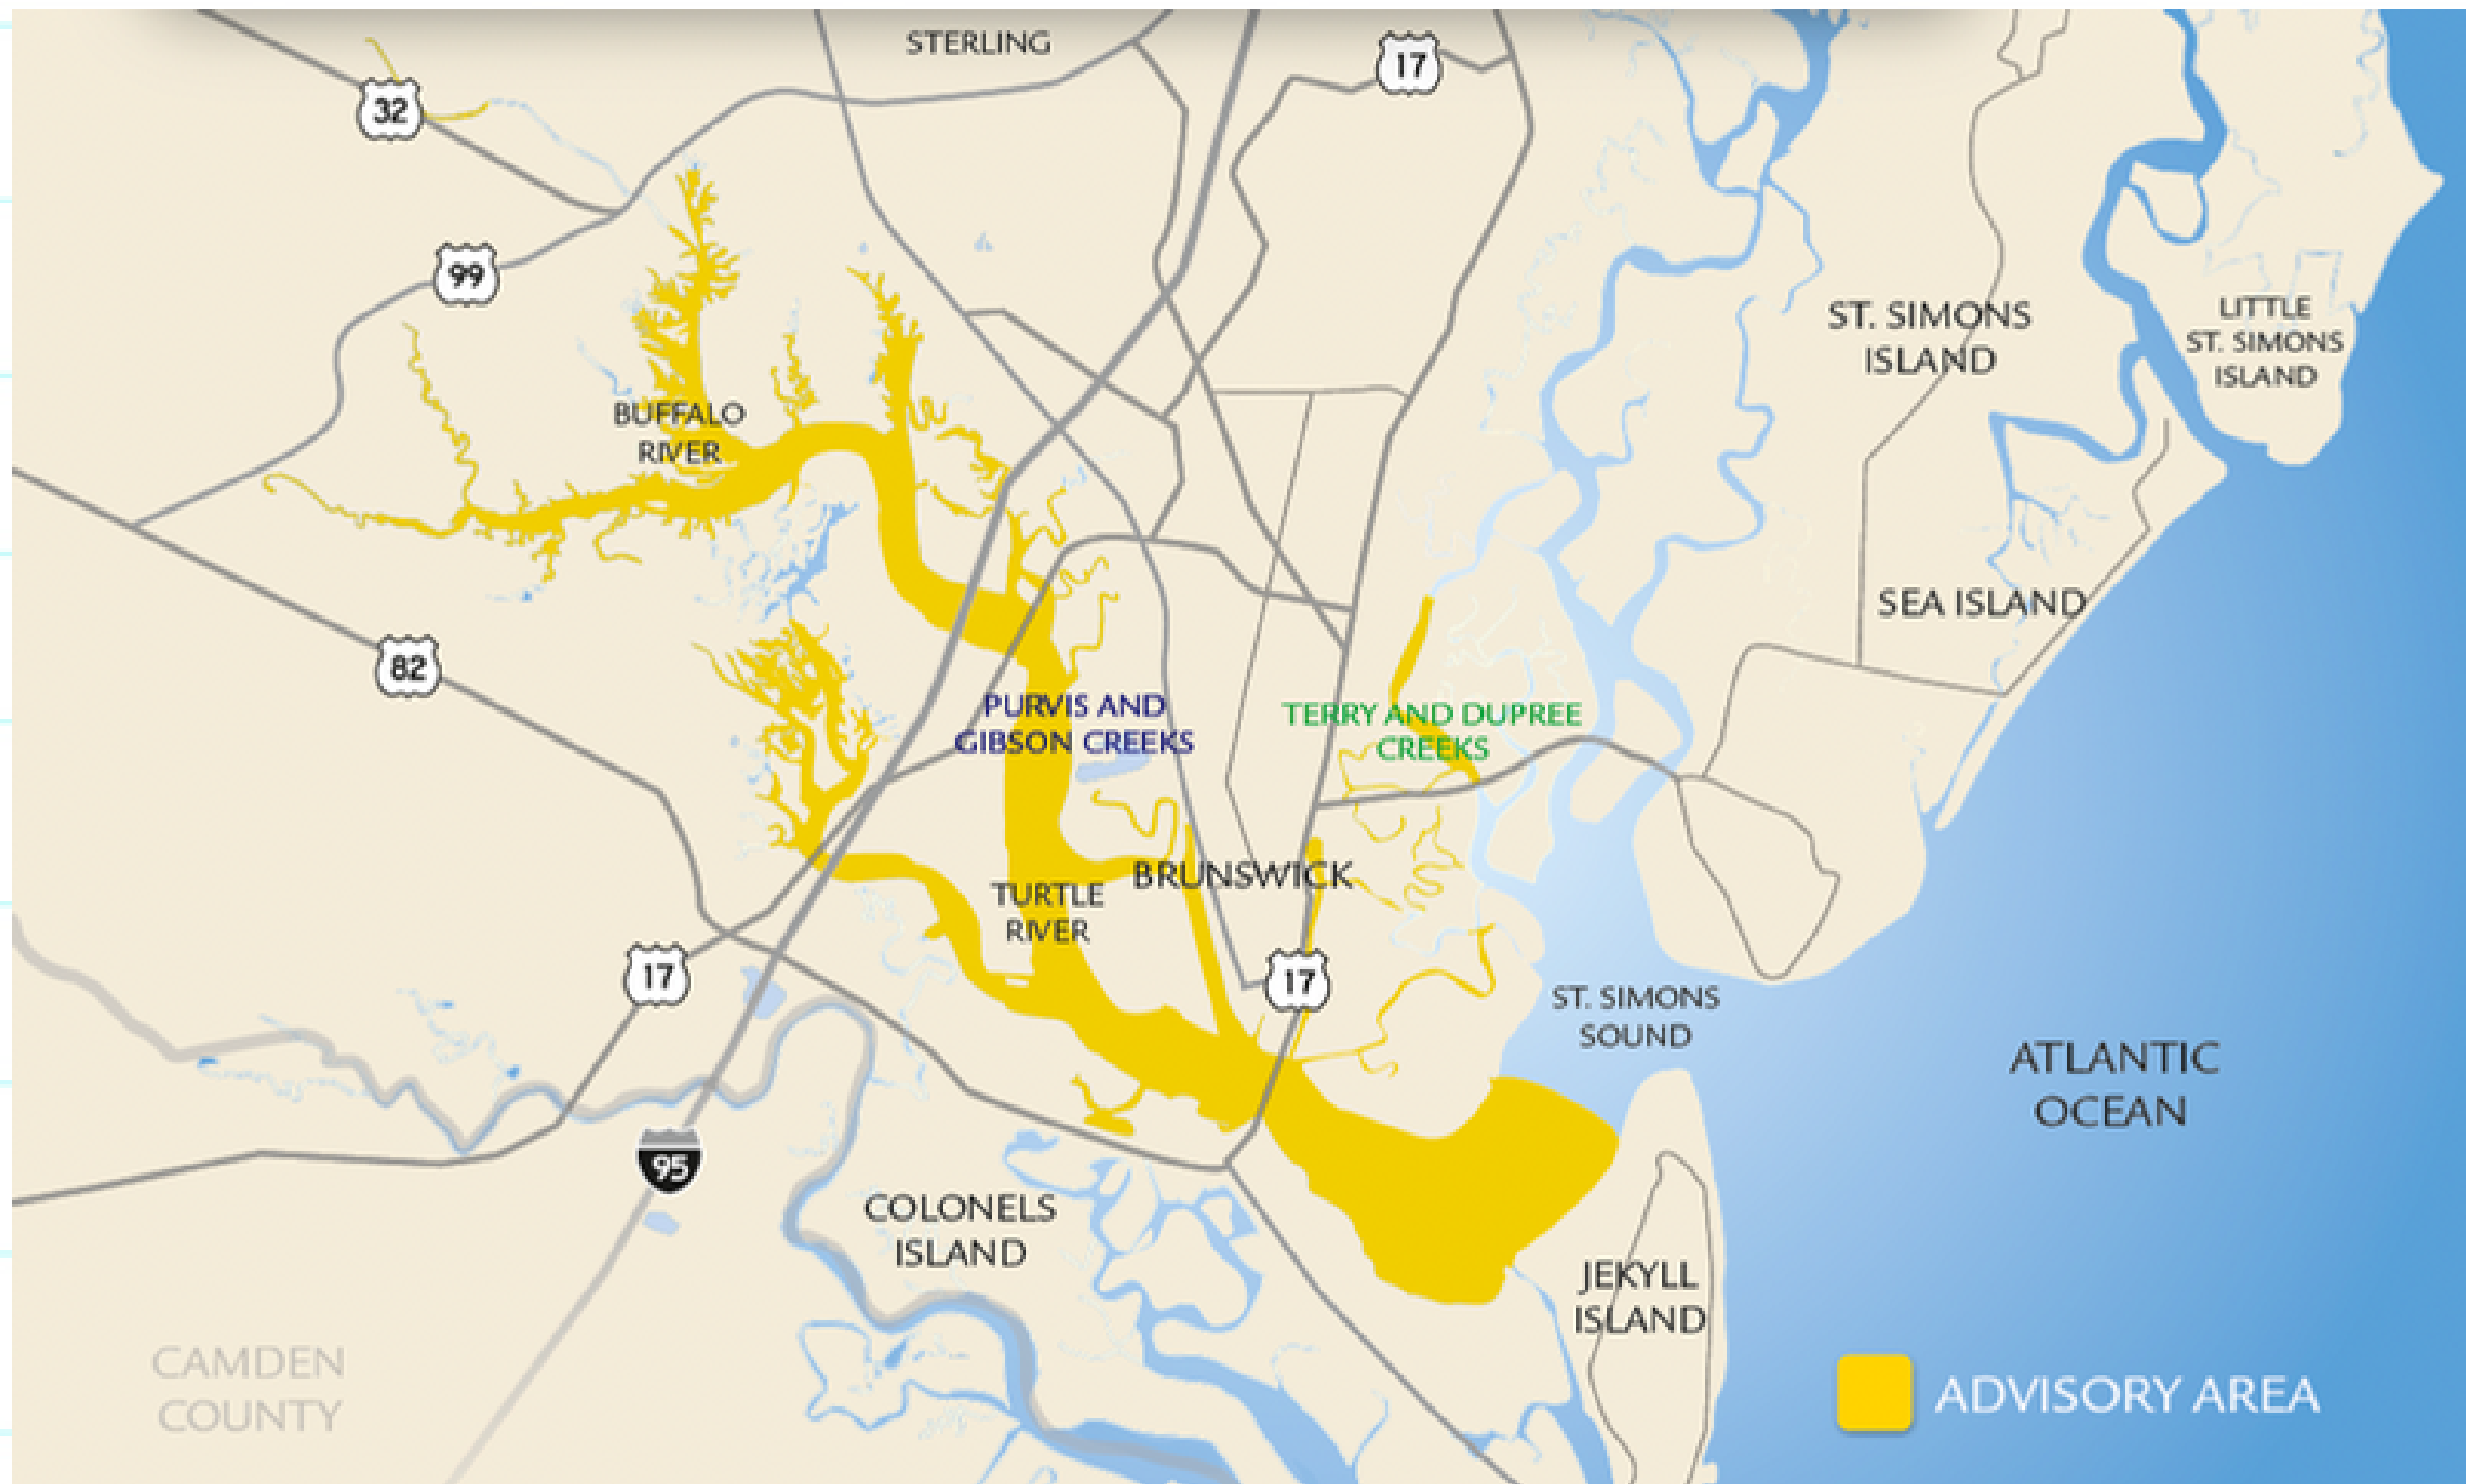 STERLING
17
32
99
ST. SIMONS
ISLAND
LITTLE
ST. SIMONS
ISLAND
BUFFALO
RIVER
SEA ISLAND
82
PURVIS AND
GIBSON CREEKS
TERRY AND DUPREE
CREEKS
BRUNSWICK
TURTLE
RIVER
17
17
ST. SIMONS
SOUND
ATLANTIC
OCEAN
95
COLONELS
ISLAND
JEKYLL
ISLAND
CAMDEN
COUNTY
ADVISORY AREA